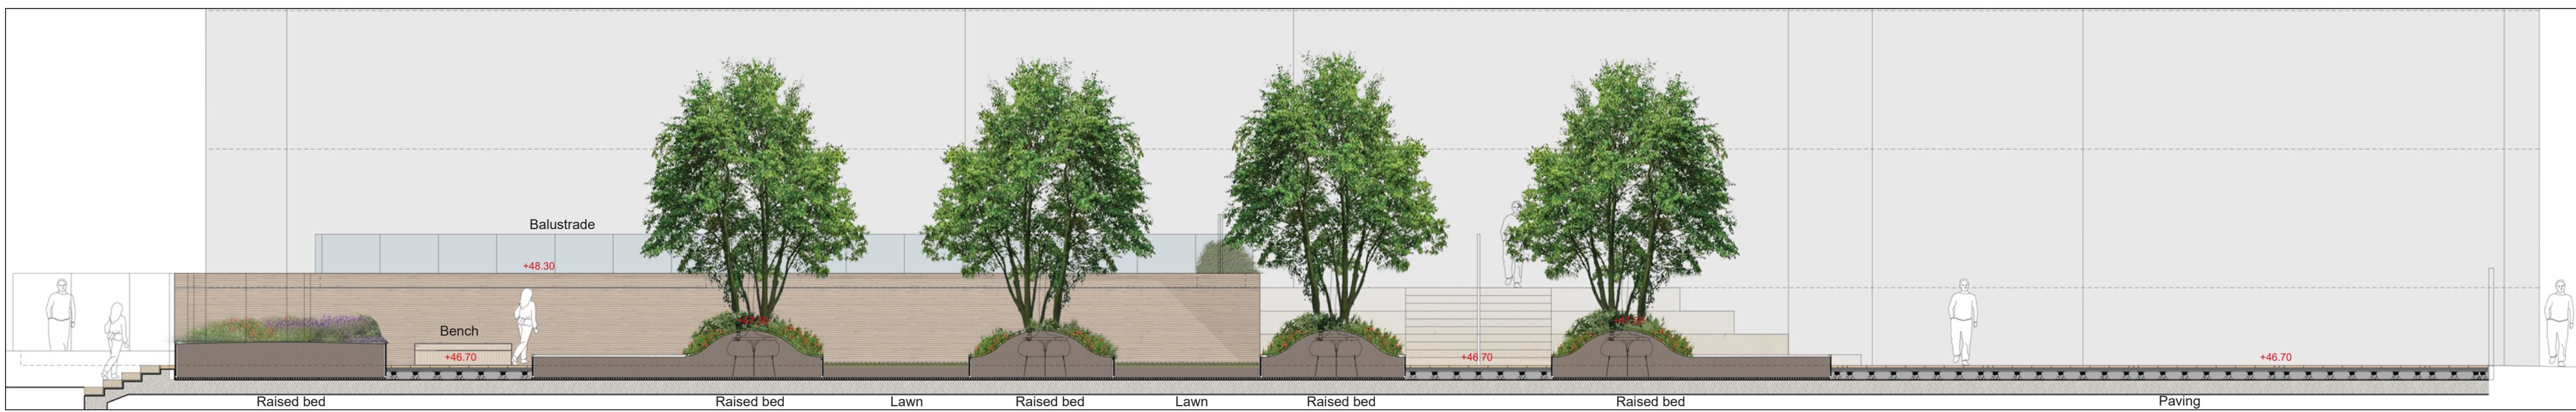 Balustrade
+48.30
Bench
+46.70
+46.70
+46.70
Raised bed
Raised bed
Lawn
Raised bed
Lawn
Raised bed
Raised bed
Paving